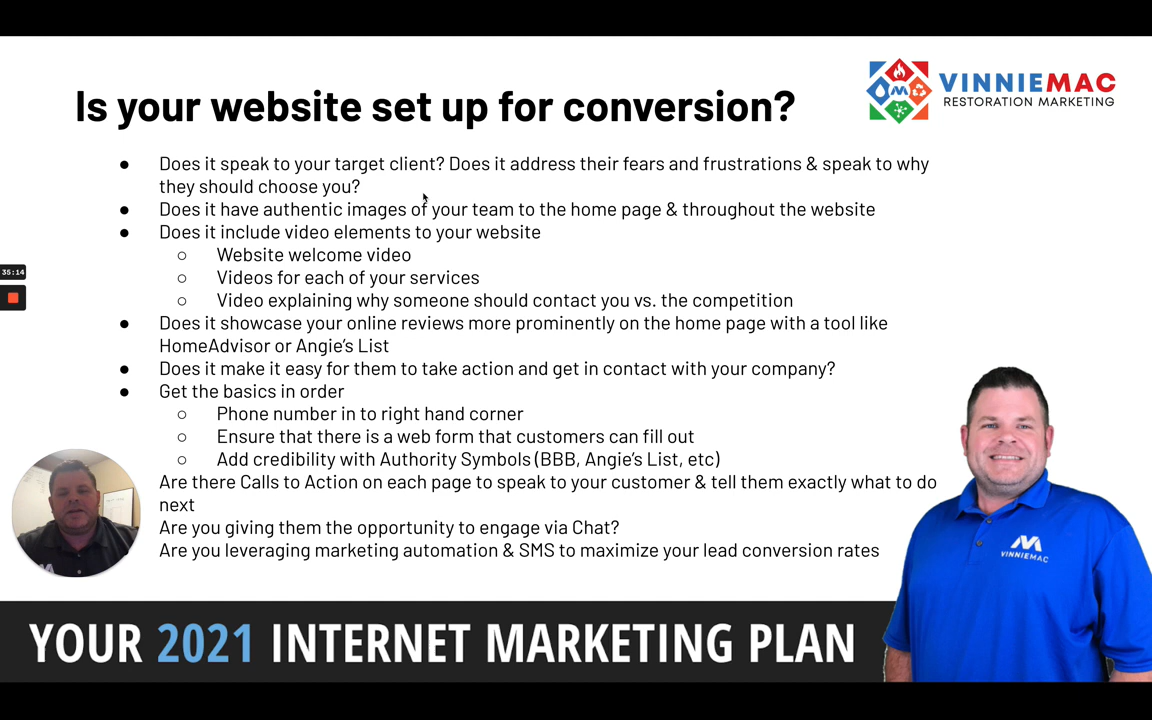 VINNIEMAC
RESTORATION MARKETING
Is your website set up for conversion?
● Does it speak to your target client? Does it address their fears and frustrations & speak to why
they should choose you?
● Does it have authentic images of your team to the home page & throughout the website
● Does it include video elements to your website
○ Website welcome video
○ Videos for each of your services
○ Video explaining why someone should contact you vs. the competition
● Does it showcase your online reviews more prominently on the home page with a tool like
HomeAdvisor or Angie's List
● Does it make it easy for them to take action and get in contact with your company?
● Get the basics in order
○ Phone number in to right hand corner
○ Ensure that there is a web form that customers can fill out
○ Add credibility with Authority Symbols (BBB, Angie's List, etc)
Are there Calls to Action on each page to speak to your customer & tell them exactly what to do
next
Are you giving them the opportunity to engage via Chat?
Are you leveraging marketing automation & SMS to maximize your lead conversion rates
35:14
VINNIEMAC
YOUR 2021 INTERNET MARKETING PLAN